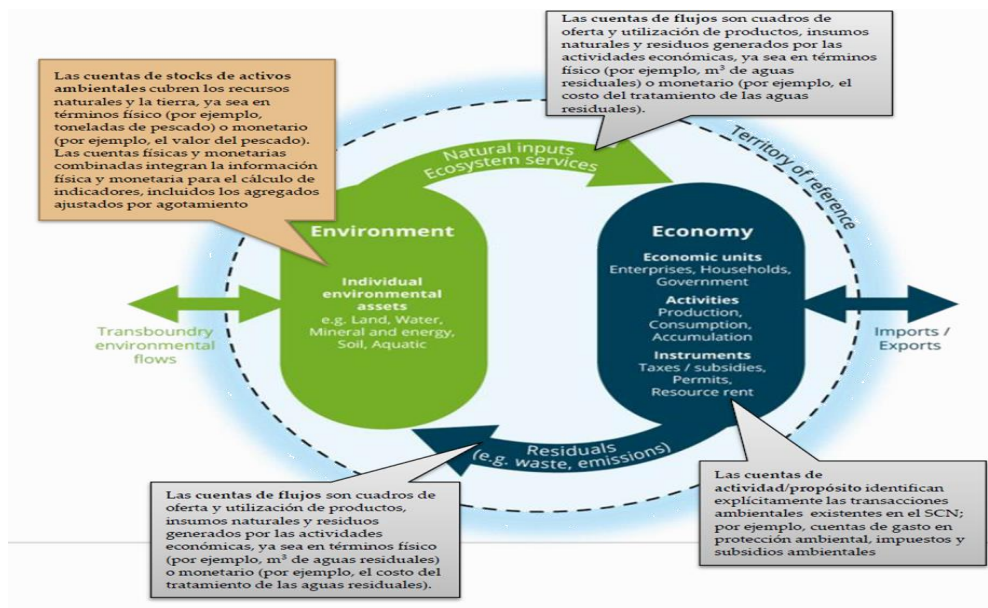 Las cuentas de flujos son cuadros de
oferta y utilización de productos, insumos
naturales y residuos generados por las
actividades económicas, ya sea en términos
físico (por ejemplo, m³ de aguas
residuales) o monetario (por ejemplo, el
costo del tratamiento de las aguas
residuales).
Las cuentas de stocks de activos
ambientales cubren los recursos
naturales y la tierra, ya sea en
términos físico (por ejemplo,
toneladas de pescado) o monetario
(por ejemplo, el valor del pescado).
Las cuentas físicas y monetarias
combinadas integran la información
física y monetaria para el cálculo de
indicadores, incluidos los agregados
ajustados por agotamiento
Natural inputs
Ecosystem services
Territory of reference
Environment
Individual
environmental
assets
e.g. Land, Water,
Mineral and energy,
Soil, Aquatic
Economy
Economic units
Enterprises, Households,
Government
Activities
Production,
Consumption,
Accumulation
Instruments
Taxes / subsidies,
Permits,
Resource rent
Transboundry
environmental
flows
Imports /
Exports
Residuals
(e.g. waste, emissions)
Las cuentas de flujos son cuadros de
oferta y utilización de productos,
insumos naturales y residuos
generados por las actividades
económicas, ya sea en términos físico
(por ejemplo, m³ de aguas residuales)
o monetario (por ejemplo, el costo del
tratamiento de las aguas residuales).
Las cuentas de
actividad/propósito identifican
explícitamente las transacciones
ambientales existentes en el SCN;
por ejemplo, cuentas de gasto en
protección ambiental, impuestos y
subsidios ambientales